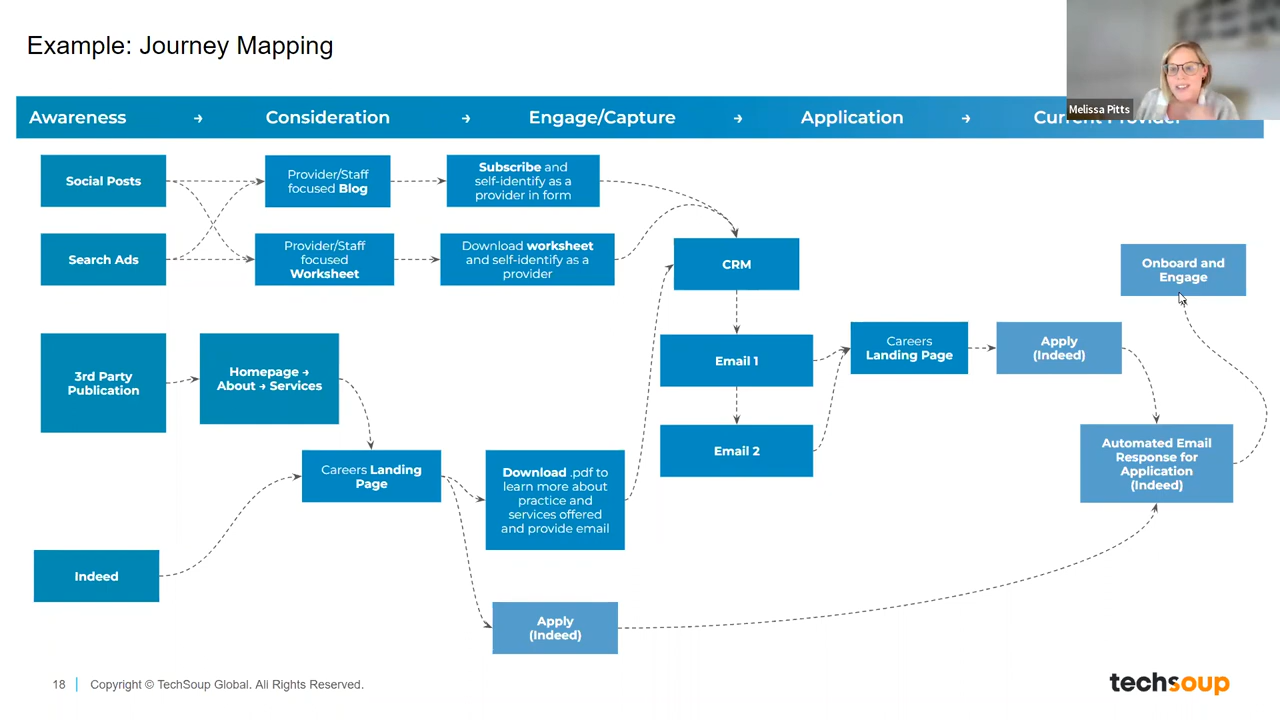 Example: Journey Mapping
Melissa Pitts
Awareness → Consideration → Engage/Capture → Application → Current Provider
Social Posts
Provider/Staff
focused Blog
Subscribe and
self-identify as a
provider in form
Search Ads
Provider/Staff
focused
Worksheet
Download worksheet
and self-identify as a
provider
CRM
Onboard and
Engage
3rd Party
Publication
Homepage →
About → Services
Email 1
Careers
Landing Page
Apply
(Indeed)
Email 2
Automated Email
Response for
Application
(Indeed)
Careers Landing
Page
Download .pdf to
learn more about
practice and
services offered
and provide email
Indeed
Apply
(Indeed)
18
Copyright © TechSoup Global. All Rights Reserved.
techsoup